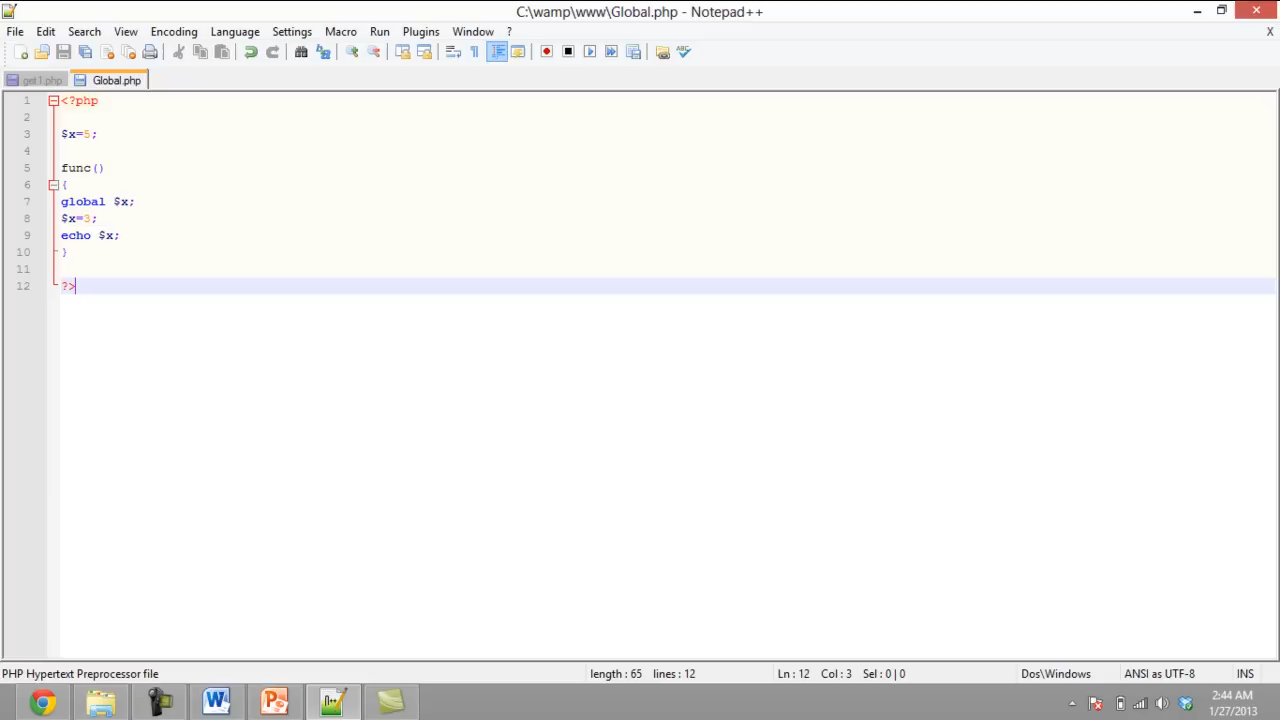 C:\wamp\www\Global.php - Notepad++
File Edit Search View Encoding Language Settings Macro Run Plugins Window ? X
get1.php Global.php
1 <?php
2
3 $x=5;
4
5 func()
6 {
7 global $x;
8 $x=3;
9 echo $x;
10 }
11
12 ?>
PHP Hypertext Preprocessor file length : 65 lines : 12 Ln : 12 Col : 3 Sel : 0 | 0 Dos\Windows ANSI as UTF-8 INS
2:44 AM
1/27/2013